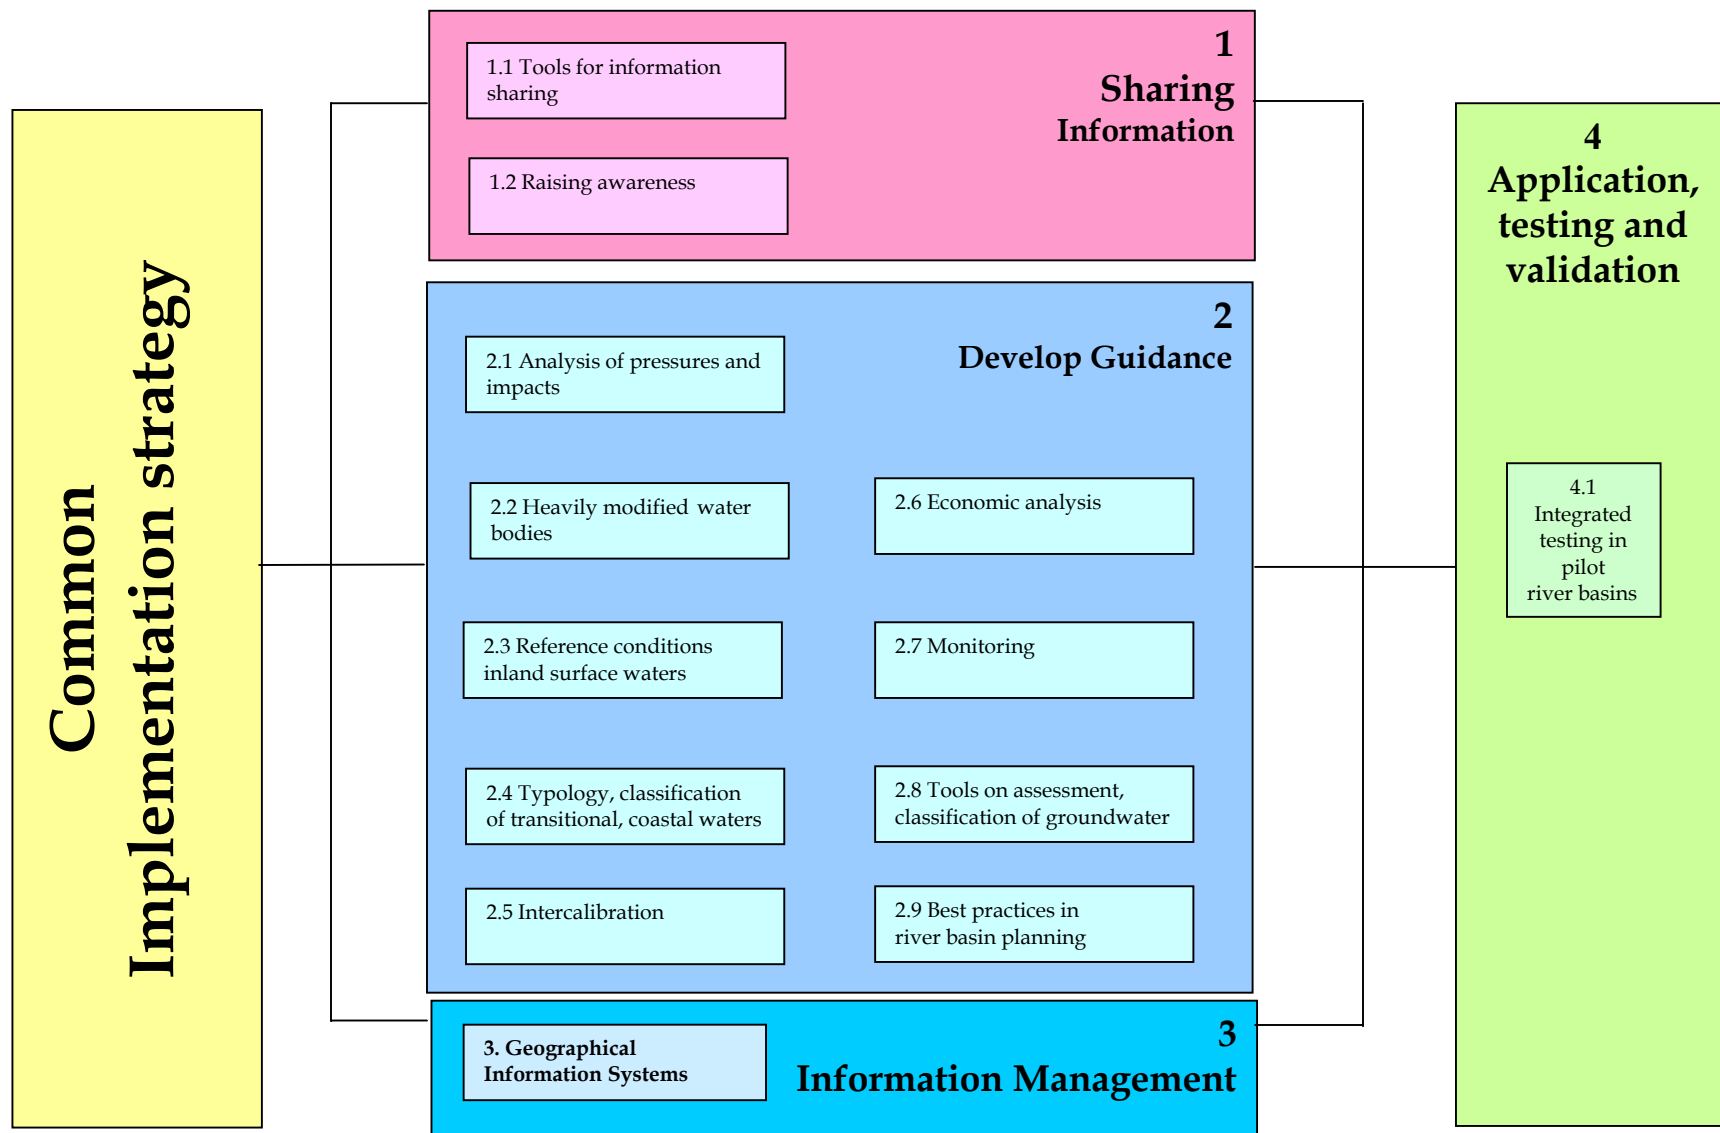 Common
Implementation strategy
1
Sharing
Information
1.1 Tools for information
sharing
1.2 Raising awareness
2
Develop Guidance
2.1 Analysis of pressures and
impacts
2.2 Heavily modified water
bodies
2.3 Reference conditions
inland surface waters
2.4 Typology, classification
of transitional, coastal waters
2.5 Intercalibration
2.6 Economic analysis
2.7 Monitoring
2.8 Tools on assessment,
classification of groundwater
2.9 Best practices in
river basin planning
3
Information Management
3. Geographical
Information Systems
4
Application,
testing and
validation
4.1
Integrated
testing in
pilot
river basins